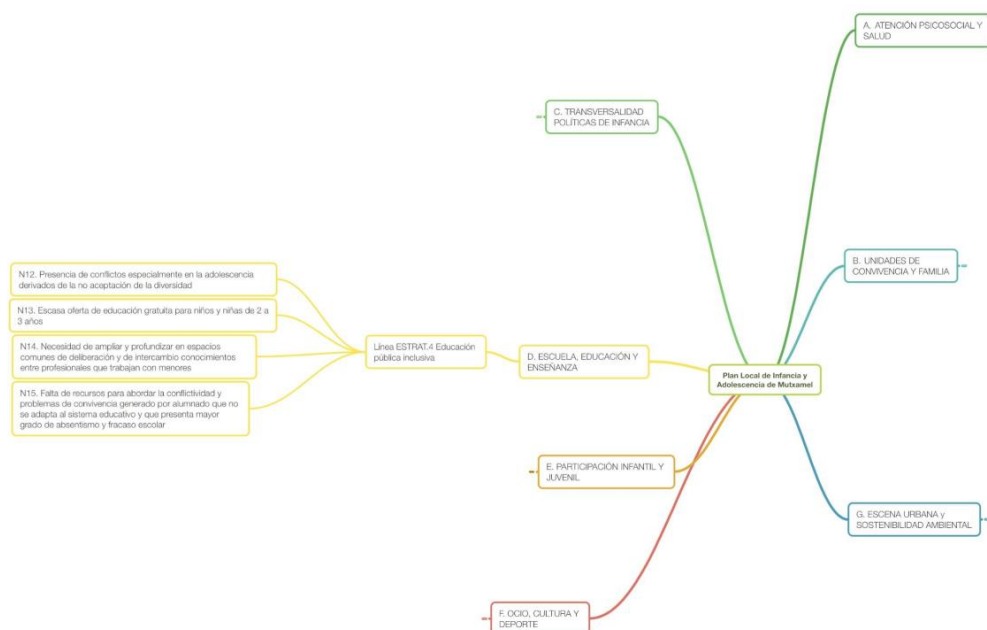 A. ATENCIÓN PSICOSOCIAL Y
SALUD
C. TRANSVERSALIDAD
POLÍTICAS DE INFANCIA
N12. Presencia de conflictos especialmente en la adolescencia
derivados de la no aceptación de la diversidad
B. UNIDADES DE
CONVIVENCIA Y FAMILIA
N13. Escasa oferta de educación gratuita para niños y niñas de 2 a
3 años
N14. Necesidad de ampliar y profundizar en espacios
comunes de deliberación y de intercambio conocimientos
entre profesionales que trabajan con menores
Línea ESTRAT.4 Educación
pública inclusiva
D. ESCUELA, EDUCACIÓN Y
ENSEÑANZA
Plan Local de Infancia y
Adolescencia de Mutxamel
N15. Falta de recursos para abordar la conflictividad y
problemas de convivencia generado por alumnado que no
se adapta al sistema educativo y que presenta mayor
grado de absentismo y fracaso escolar
E. PARTICIPACIÓN INFANTIL Y
JUVENIL
G. ESCENA URBANA y
SOSTENIBILIDAD AMBIENTAL
F. OCIO, CULTURA Y
DEPORTE